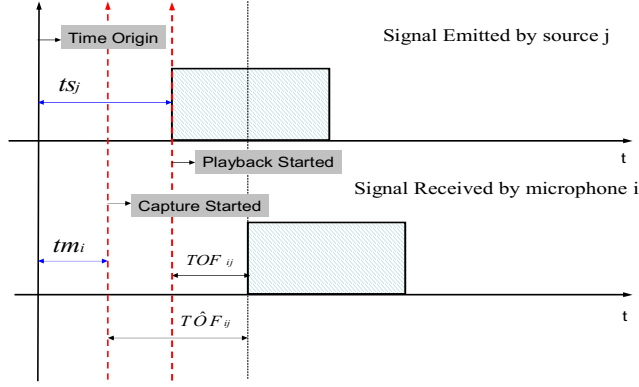 Time Origin
Signal Emitted by source j
tsj
t
Playback Started
Signal Received by microphone i
Capture Started
tmi
TOF ij
t
TÔF ij